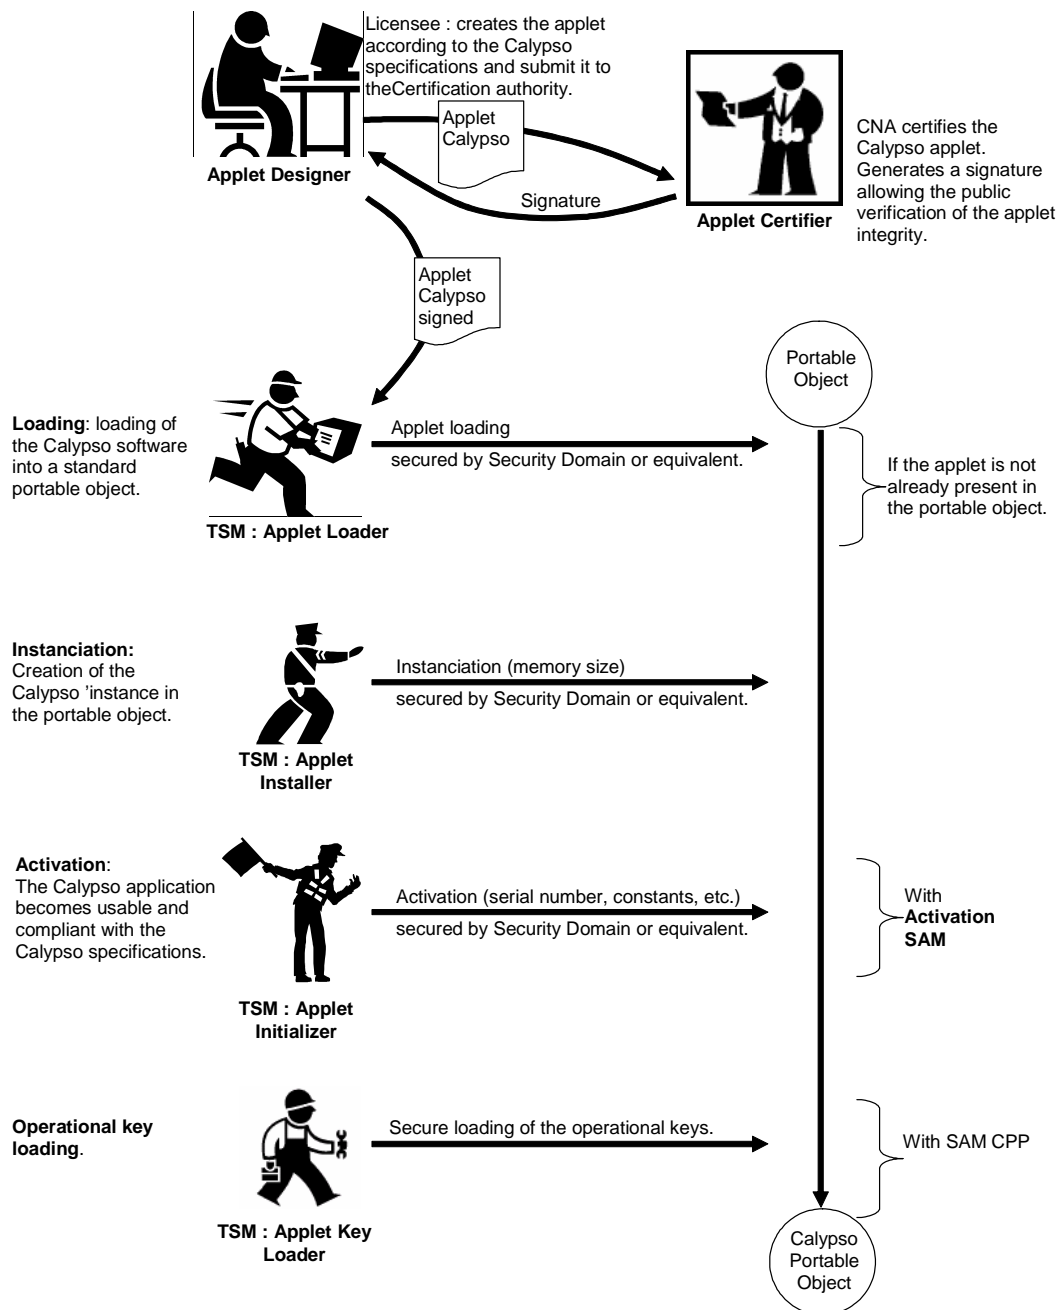 Licensee : creates the applet
according to the Calypso
specifications and submit it to
theCertification authority.
Applet
Calypso
Applet Designer
Signature
Applet Certifier
CNA certifies the
Calypso applet.
Generates a signature
allowing the public
verification of the applet
integrity.
Applet
Calypso
signed
Portable
Object
Loading: loading of
the Calypso software
into a standard
portable object.
Applet loading
secured by Security Domain or equivalent.
TSM : Applet Loader
If the applet is not
already present in
the portable object.
Instanciation:
Creation of the
Calypso 'instance in
the portable object.
Instanciation (memory size)
secured by Security Domain or equivalent.
TSM : Applet
Installer
Activation:
The Calypso application
becomes usable and
compliant with the
Calypso specifications.
Activation (serial number, constants, etc.)
secured by Security Domain or equivalent.
TSM : Applet
Initializer
With
Activation
SAM
Operational key
loading.
Secure loading of the operational keys.
TSM : Applet Key
Loader
With SAM CPP
Calypso
Portable
Object